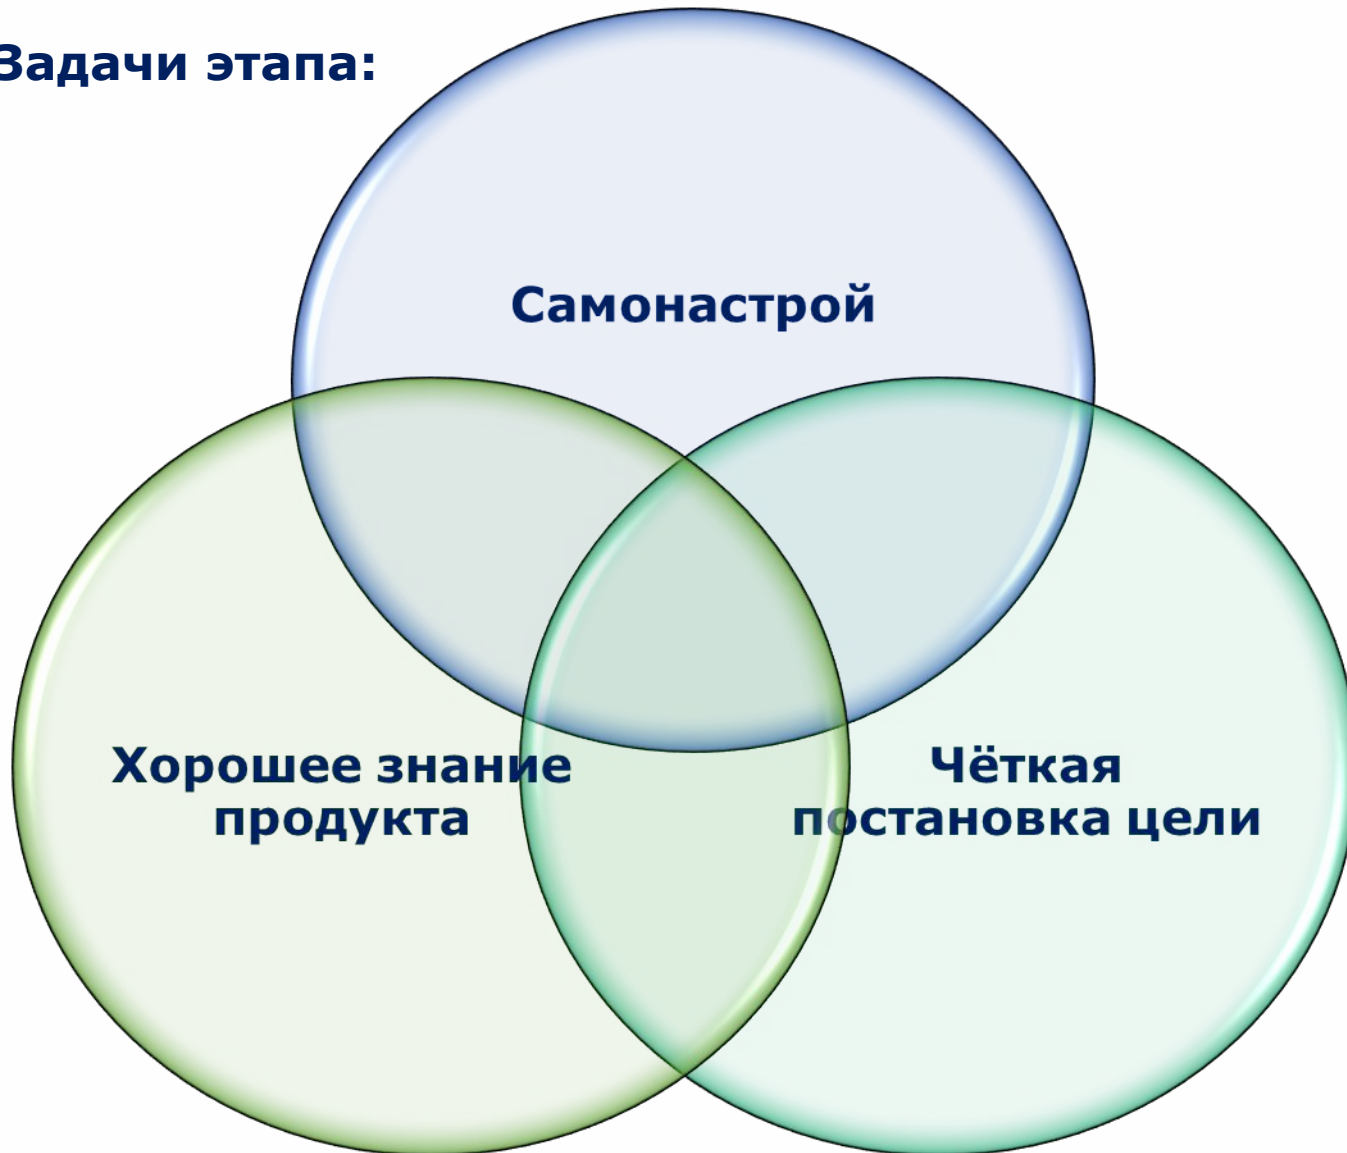 Задачи этапа:
Самонастрой
Хорошее знание
продукта
Чёткая
постановка цели